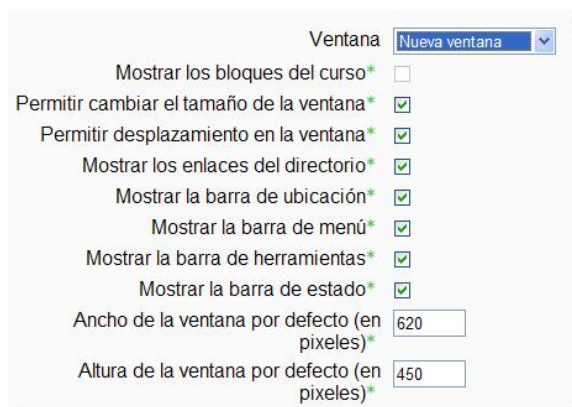 Ventana Nueva ventana
Mostrar los bloques del curso*
Permitir cambiar el tamaño de la ventana*
Permitir desplazamiento en la ventana*
Mostrar los enlaces del directorio*
Mostrar la barra de ubicación*
Mostrar la barra de menú*
Mostrar la barra de herramientas*
Mostrar la barra de estado*
Ancho de la ventana por defecto (en 620
pixeles)*
Altura de la ventana por defecto (en 450
pixeles)*